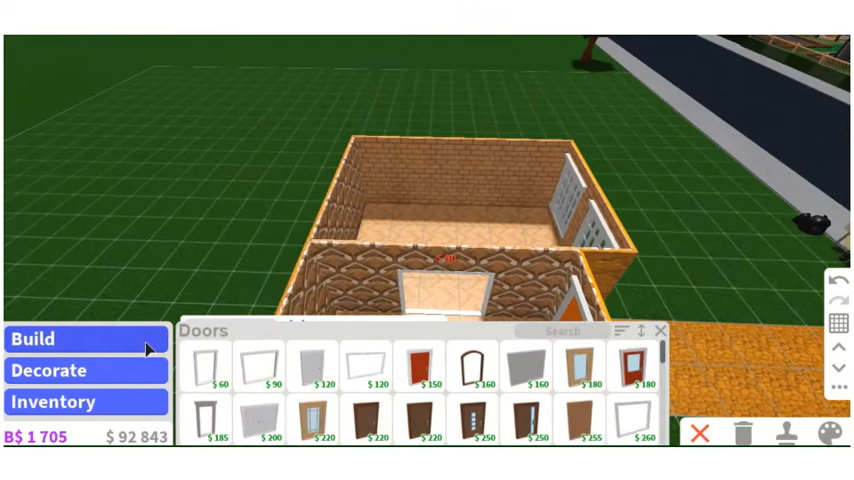 $ 90
Build
Decorate
Inventory
B$ 1 705
$ 92 843
Doors
Search
$ 60
$ 90
$ 120
$ 120
$ 150
$ 160
$ 160
$ 180
$ 180
$ 185
$ 200
$ 220
$ 220
$ 220
$ 250
$ 250
$ 255
$ 260